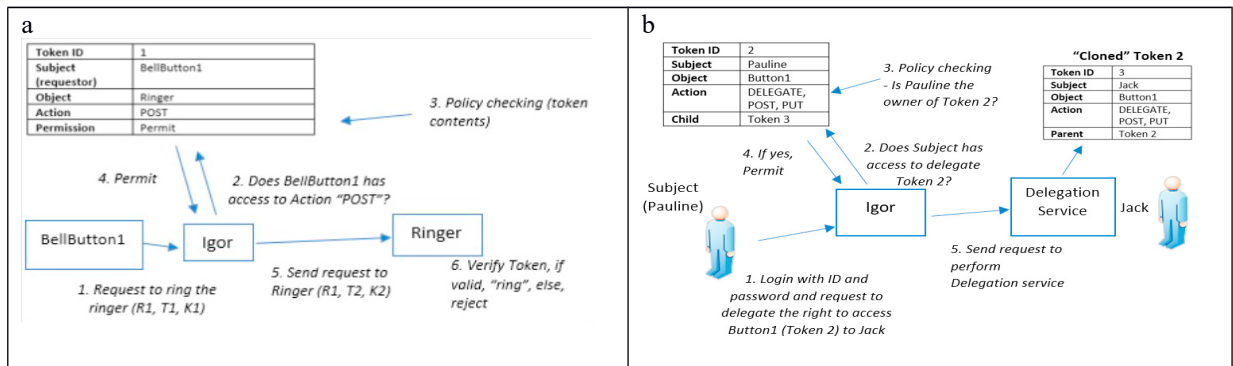 a
Token ID 1
Subject (requestor) BellButton1
Object Ringer
Action POST
Permission Permit
3. Policy checking (token
contents)
4. Permit
2. Does BellButton1 has
access to Action "POST"?
BellButton1
Igor
Ringer
1. Request to ring the
ringer (R1, T1, K1)
5. Send request to
Ringer (R1, T2, K2)
6. Verify Token, if
valid, "ring", else,
reject
b
Token ID 2
Subject Pauline
Object Button1
Action DELEGATE,
POST, PUT
Child Token 3
3. Policy checking
- Is Pauline the
owner of Token 2?
"Cloned" Token 2
Token ID 3
Subject Jack
Object Button1
Action DELEGATE,
POST, PUT
Parent Token 2
4. If yes,
Permit
2. Does Subject has
access to delegate
Token 2?
Subject
(Pauline)
Igor
Delegation
Service
Jack
1. Login with ID and
password and request to
delegate the right to access
Button1 (Token 2) to Jack
5. Send request to
perform
Delegation service